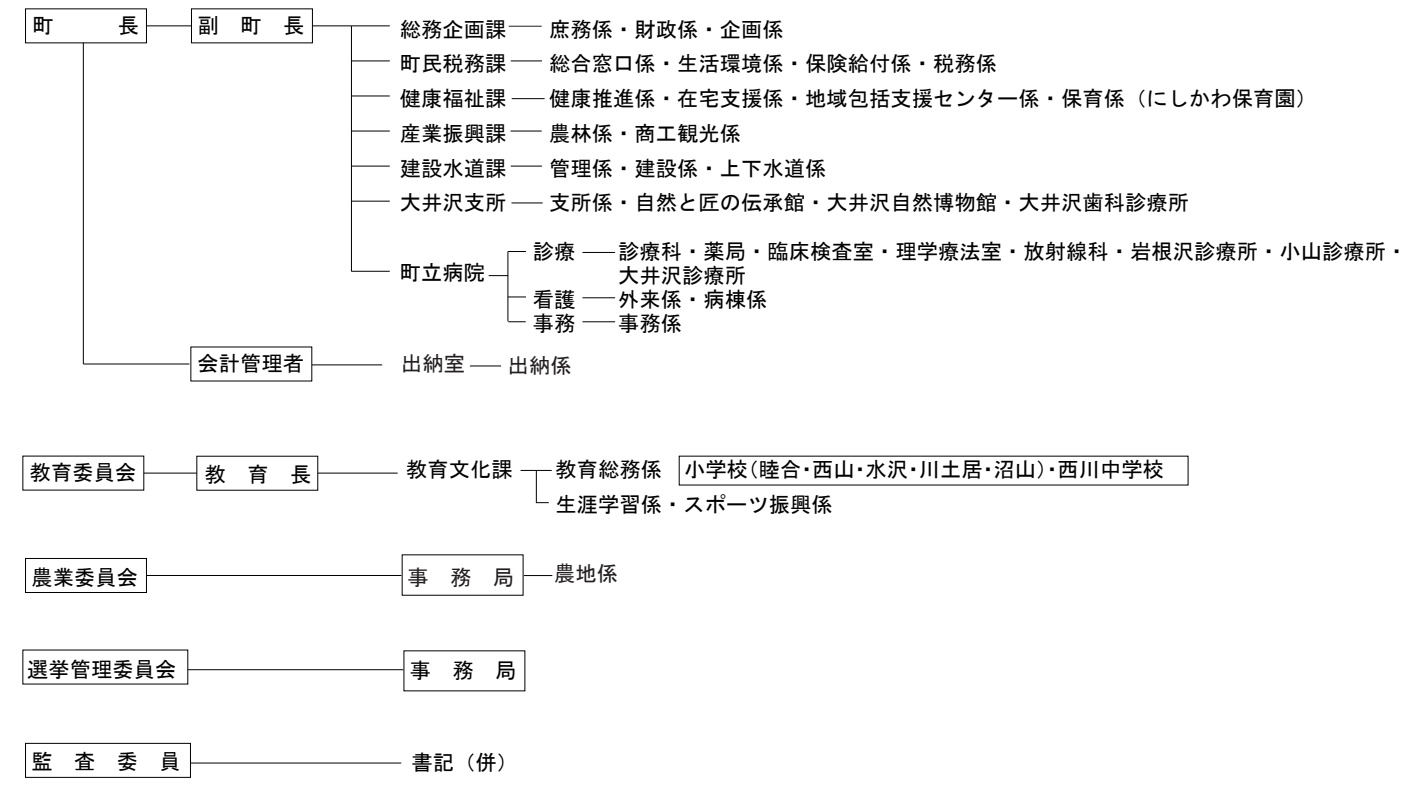 町長 副町長 総務企画課 庶務係・財政係・企画係
町民税務課 総合窓口係・生活環境係・保険給付係・税務係
健康福祉課 健康推進係・在宅支援係・地域包括支援センター係・保育係（にしかわ保育園）
産業振興課 農林係・商工観光係
建設水道課 管理係・建設係・上下水道係
大井沢支所 支所係・自然と匠の伝承館・大井沢自然博物館・大井沢歯科診療所
町立病院 診療 診療科・薬局・臨床検査室・理学療法室・放射線科・岩根沢診療所・小山診療所・
大井沢診療所
看護 外来係・病棟係
事務 事務係
会計管理者 出納室 出納係
教育委員会 教育長 教育文化課 教育総務係 小学校(睦合・西山・水沢・川土居・沼山)・西川中学校
生涯学習係・スポーツ振興係
農業委員会 事務局 農地係
選挙管理委員会 事務局
監査委員 書記（併）